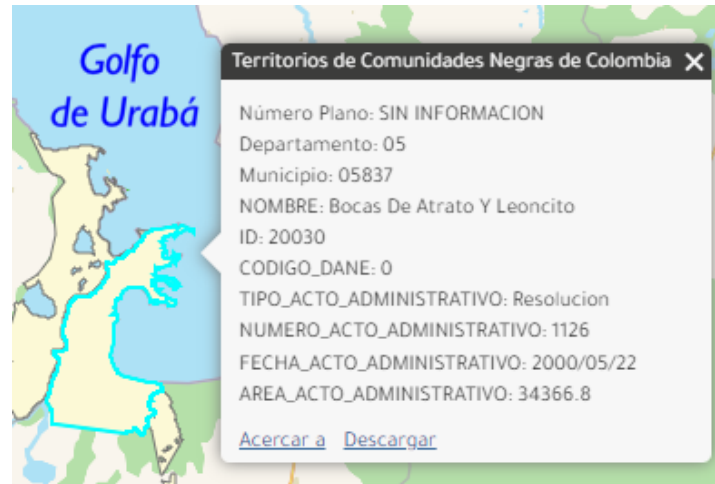 Golfo
de Urabá
Territorios de Comunidades Negras de Colombia
Número Plano: SIN INFORMACION
Departamento: 05
Municipio: 05837
NOMBRE: Bocas De Atrato Y Leoncito
ID: 20030
CODIGO_DANE: 0
TIPO_ACTO_ADMINISTRATIVO: Resolucion
NUMERO_ACTO_ADMINISTRATIVO: 1126
FECHA_ACTO_ADMINISTRATIVO: 2000/05/22
AREA_ACTO_ADMINISTRATIVO: 34366.8
Acercar a Descargar